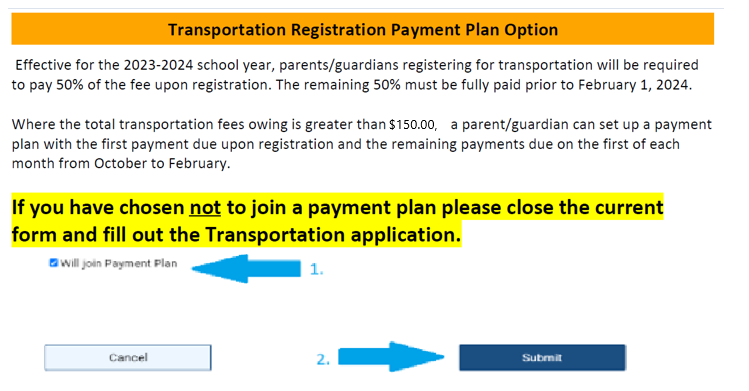 Transportation Registration Payment Plan Option
Effective for the 2023-2024 school year, parents/guardians registering for transportation will be required
to pay 50% of the fee upon registration. The remaining 50% must be fully paid prior to February 1, 2024.
Where the total transportation fees owing is greater than $150.00, a parent/guardian can set up a payment
plan with the first payment due upon registration and the remaining payments due on the first of each
month from October to February.
If you have chosen not to join a payment plan please close the current
form and fill out the Transportation application.
Will join Payment Plan
1.
Cancel
2.
Submit